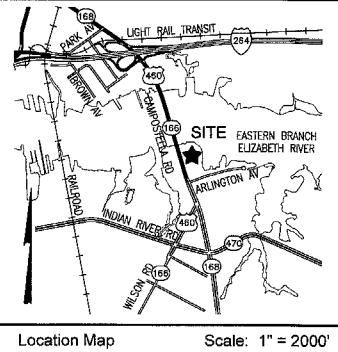 168
LIGHT RAIL TRANSIT
PARK AV
264
460
BROWN AV
CAMPOSTELLA RD
166
SITE
EASTERN BRANCH
ELIZABETH RIVER
ARLINGTON AV
RAILROAD
INDIAN RIVER RD
460
470
166
168
WILSON RD
Location Map
Scale: 1" = 2000'